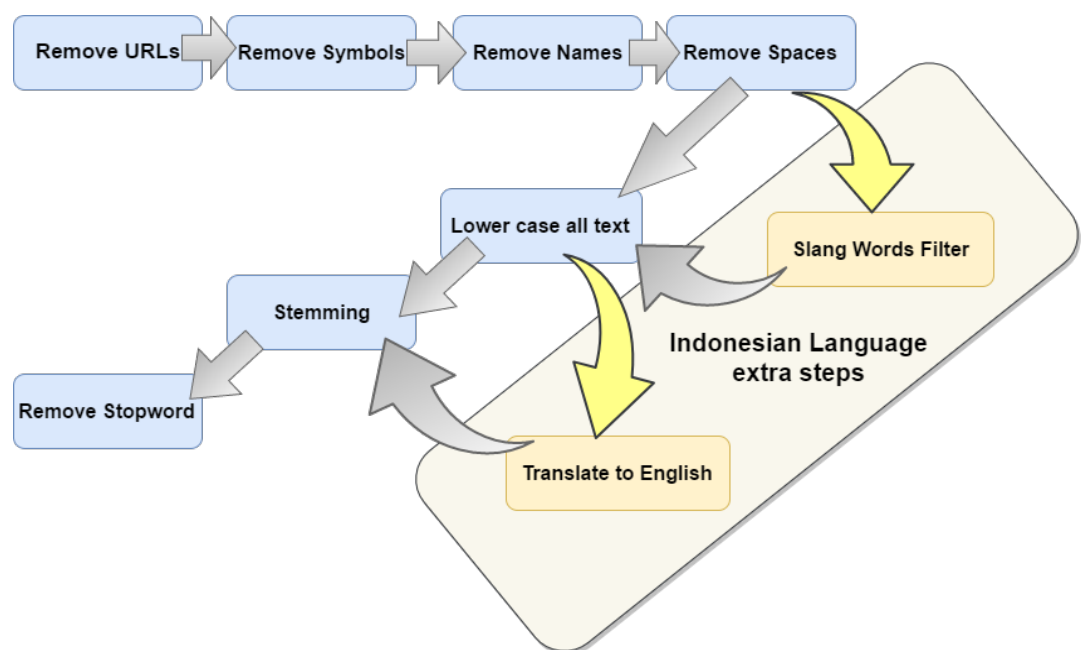 Remove URLs
Remove Symbols
Remove Names
Remove Spaces
Lower case all text
Slang Words Filter
Stemming
Indonesian Language
extra steps
Remove Stopword
Translate to English